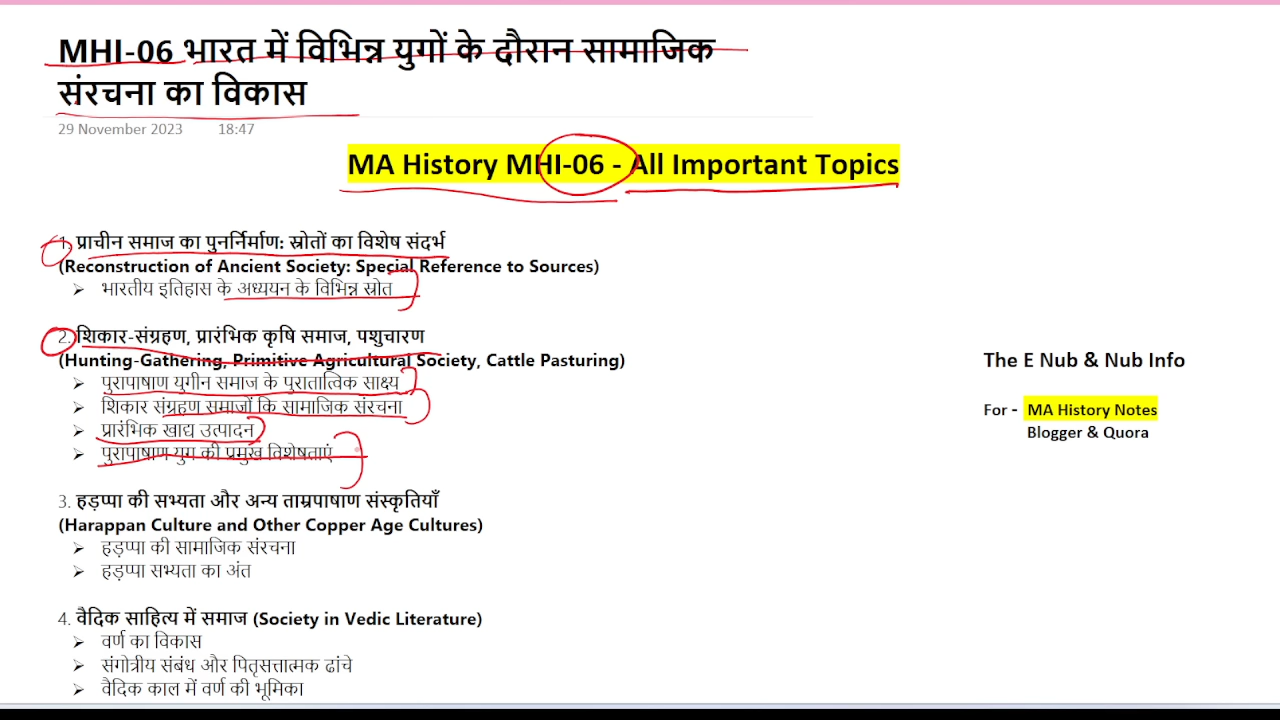 MHI-06 भारत में विभिन्न युगों के दौरान सामाजिक
संरचना का विकास
29 November 2023 18:47
MA History MHI-06 - All Important Topics
1. प्राचीन समाज का पुनर्निर्माण: स्रोतों का विशेष संदर्भ
(Reconstruction of Ancient Society: Special Reference to Sources)
➢ भारतीय इतिहास के अध्ययन के विभिन्न स्रोत
2. शिकार-संग्रहण, प्रारंभिक कृषि समाज, पशुचारण
(Hunting-Gathering, Primitive Agricultural Society, Cattle Pasturing)
➢ पुरापाषाण युगीन समाज के पुरातात्विक साक्ष्य
➢ शिकार संग्रहण समाजों कि सामाजिक संरचना
➢ प्रारंभिक खाद्य उत्पादन
➢ पुरापाषाण युग की प्रमुख विशेषताएं
3. हड़प्पा की सभ्यता और अन्य ताम्रपाषाण संस्कृतियाँ
(Harappan Culture and Other Copper Age Cultures)
➢ हड़प्पा की सामाजिक संरचना
➢ हड़प्पा सभ्यता का अंत
4. वैदिक साहित्य में समाज (Society in Vedic Literature)
➢ वर्ण का विकास
➢ संगोत्रीय संबंध और पितृसत्तात्मक ढांचे
➢ वैदिक काल में वर्ण की भूमिका
The E Nub & Nub Info
For - MA History Notes
Blogger & Quora